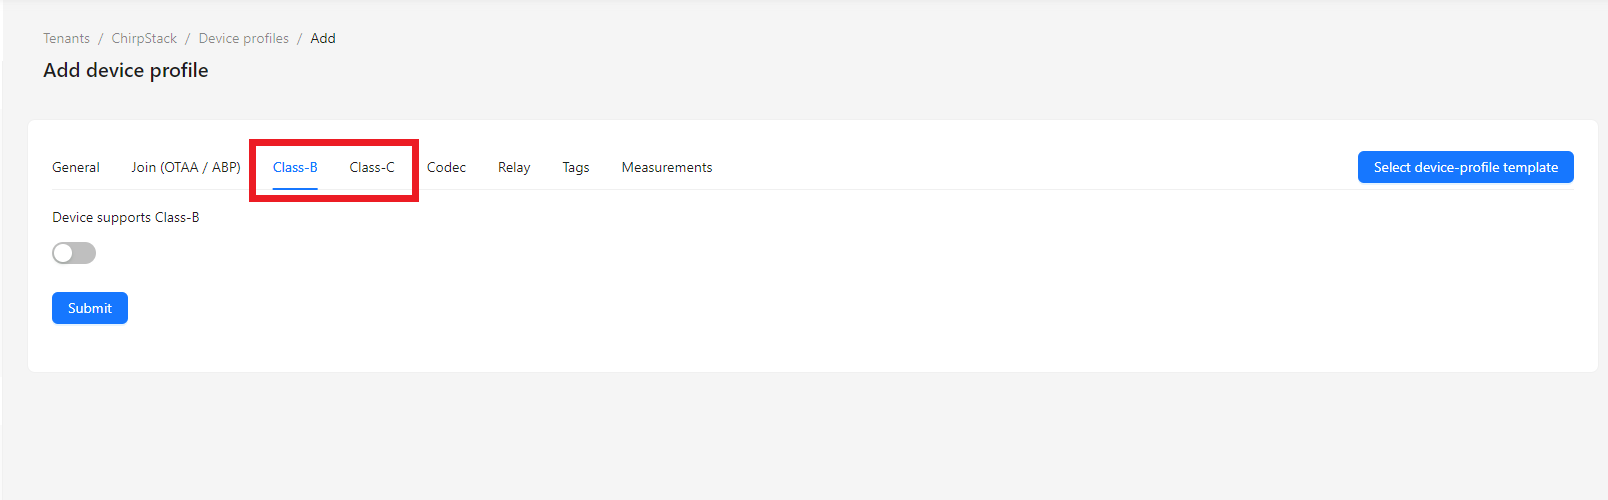 Tenants / ChirpStack / Device profiles / Add
Add device profile
General Join (OTAA / ABP) Class-B Class-C Codec Relay Tags Measurements Select device-profile template
Device supports Class-B
Submit